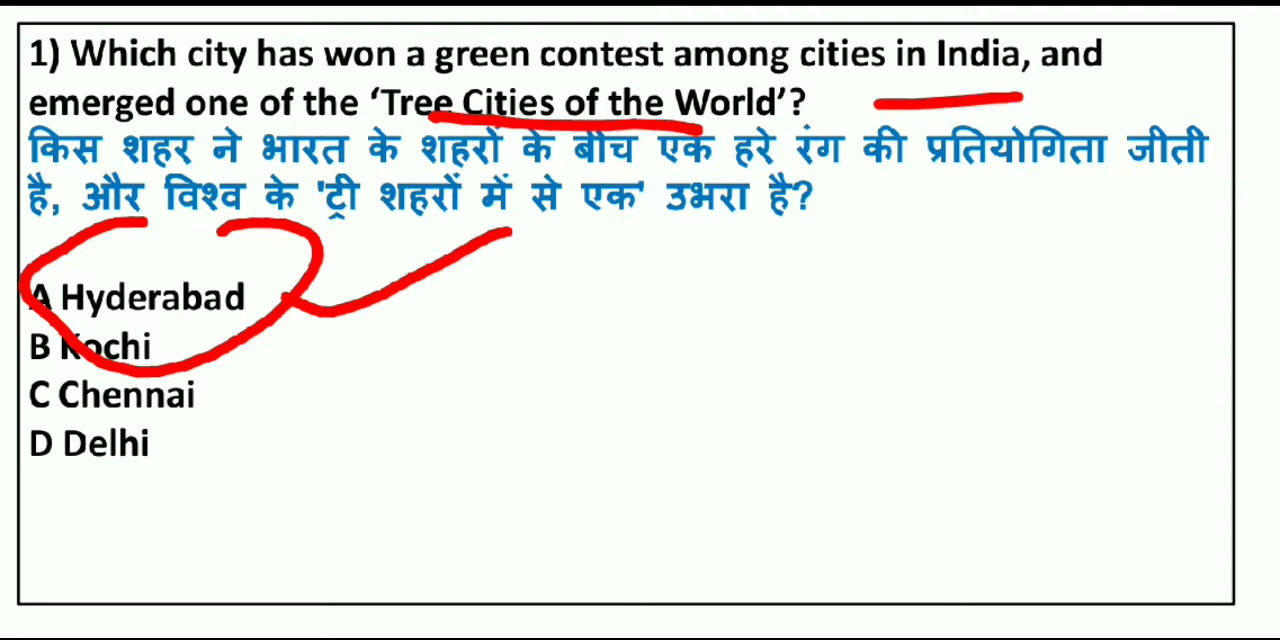 1) Which city has won a green contest among cities in India, and
emerged one of the ‘Tree Cities of the World’?
किस शहर ने भारत के शहरों के बीच एक हरे रंग की प्रतियोगिता जीती
है, और विश्व के 'ट्री शहरों में से एक' उभरा है?
A Hyderabad
B Kochi
C Chennai
D Delhi